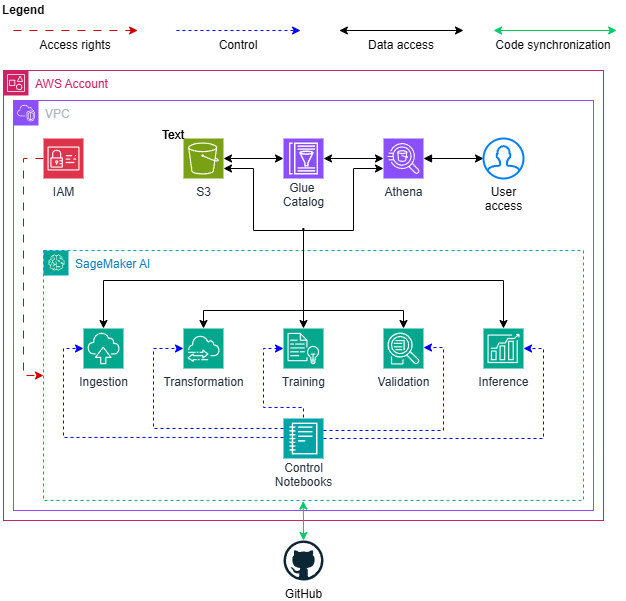 Legend
Access rights
Control
Data access
Code synchronization
AWS Account
VPC
Text
IAM
S3
Glue
Catalog
Athena
User
access
SageMaker AI
Ingestion
Transformation
Training
Validation
Inference
Control
Notebooks
GitHub